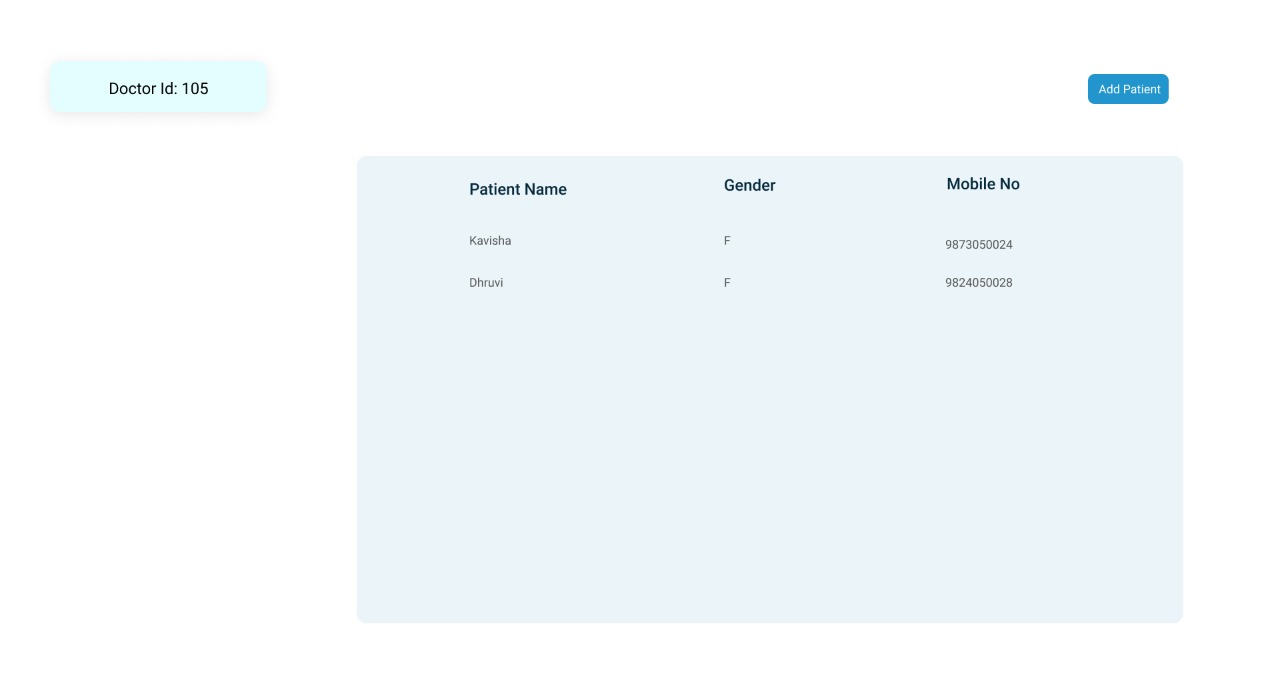 Doctor Id: 105
Add Patient
Patient Name Gender Mobile No
Kavisha F 9873050024
Dhruvi F 9824050028